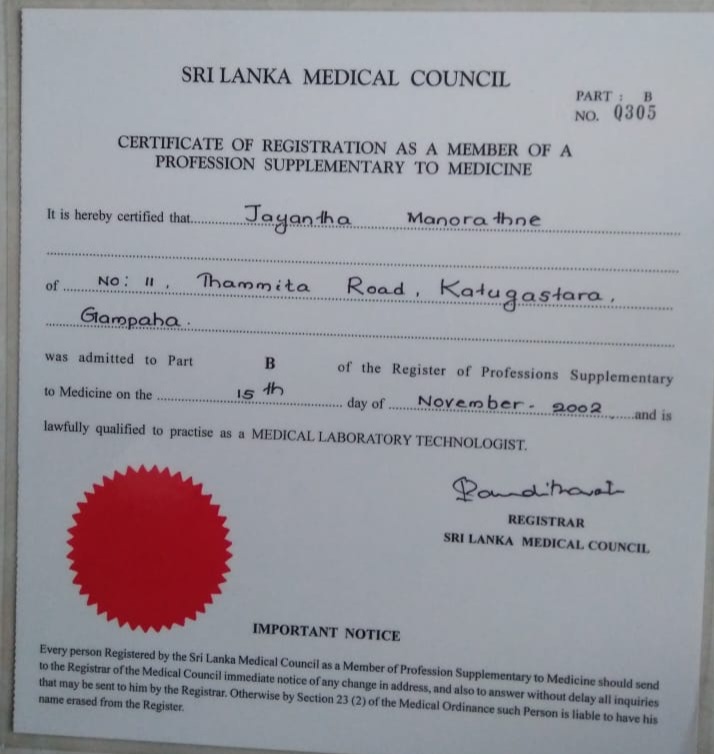 SRI LANKA MEDICAL COUNCIL
PART : B
NO. 0305
CERTIFICATE OF REGISTRATION AS A MEMBER OF A
PROFESSION SUPPLEMENTARY TO MEDICINE
It is hereby certified that Jayantha Manorathne
of No: 11, Thammita Road, Katugastara,
Gampaha.
was admitted to Part B of the Register of Professions Supplementary
to Medicine on the 15th day of November. 2002 and is
lawfully qualified to practise as a MEDICAL LABORATORY TECHNOLOGIST.
REGISTRAR
SRI LANKA MEDICAL COUNCIL
IMPORTANT NOTICE
Every person Registered by the Sri Lanka Medical Council as a Member of Profession Supplementary to Medicine should send
to the Registrar of the Medical Council immediate notice of any change in address, and also to answer without delay all inquiries
that may be sent to him by the Registrar. Otherwise by Section 23 (2) of the Medical Ordinance such Person is liable to have his
name erased from the Register.